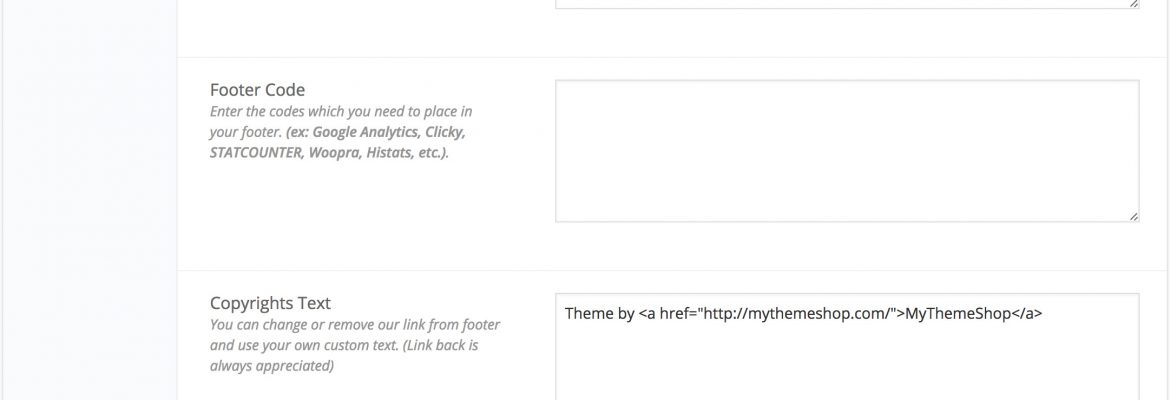 Footer Code
Enter the codes which you need to place in
your footer. (ex: Google Analytics, Clicky,
STATCOUNTER, Woopra, Histats, etc.).
Copyrights Text
You can change or remove our link from footer
and use your own custom text. (Link back is
always appreciated)
Theme by <a href="http://mythemeshop.com/">MyThemeShop</a>